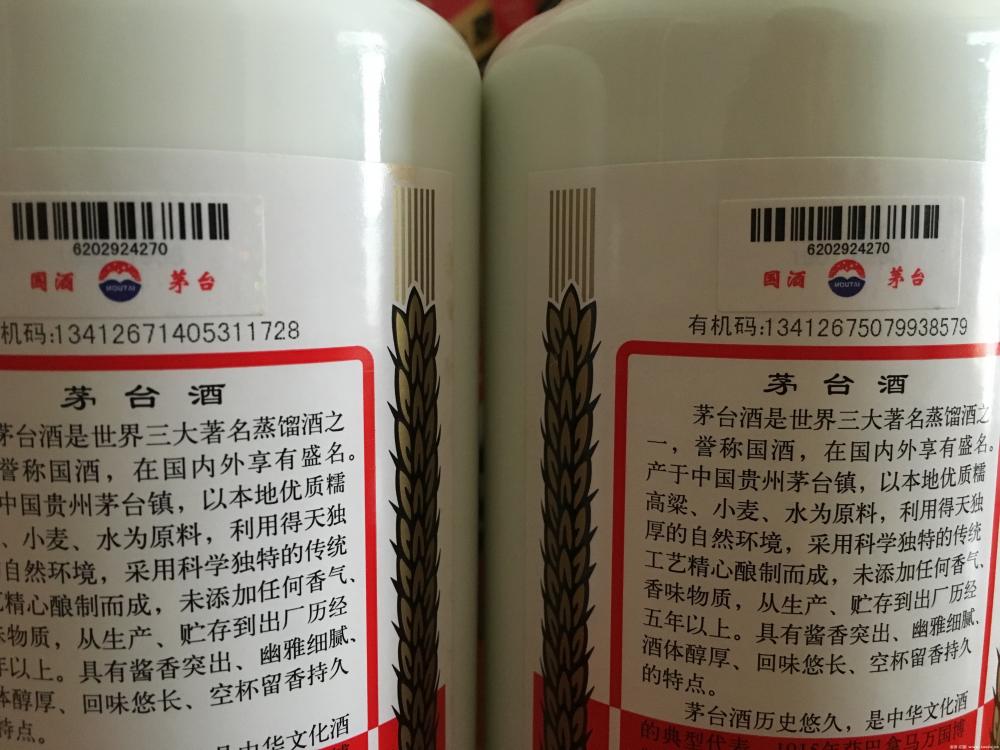 6202924270
国酒 MOUTAI 茅台
机码:13412671405311728
茅台酒
茅台酒是世界三大著名蒸馏酒之
誉称国酒，在国内外享有盛名。
中国贵州茅台镇，以本地优质糯
、小麦、水为原料，利用得天独
自然环境，采用科学独特的传统
艺精心酿制而成，未添加任何香气、
味物质，从生产、贮存到出厂历经
年以上。具有酱香突出、幽雅细腻、
体醇厚、回味悠长、空杯留香持久
特点。
是中华文化酒
6202924270
国酒 MOUTAI 茅台
有机码:13412675079938579
茅台酒
茅台酒是世界三大著名蒸馏酒之
一，誉称国酒，在国内外享有盛名。
产于中国贵州茅台镇，以本地优质糯
高粱、小麦、水为原料，利用得天独
厚的自然环境，采用科学独特的传统
工艺精心酿制而成，未添加任何香气、
香味物质，从生产、贮存到出厂历经
五年以上。具有酱香突出、幽雅细腻、
酒体醇厚、回味悠长、空杯留香持久
的特点。
茅台酒历史悠久，是中华文化酒
的典型代表